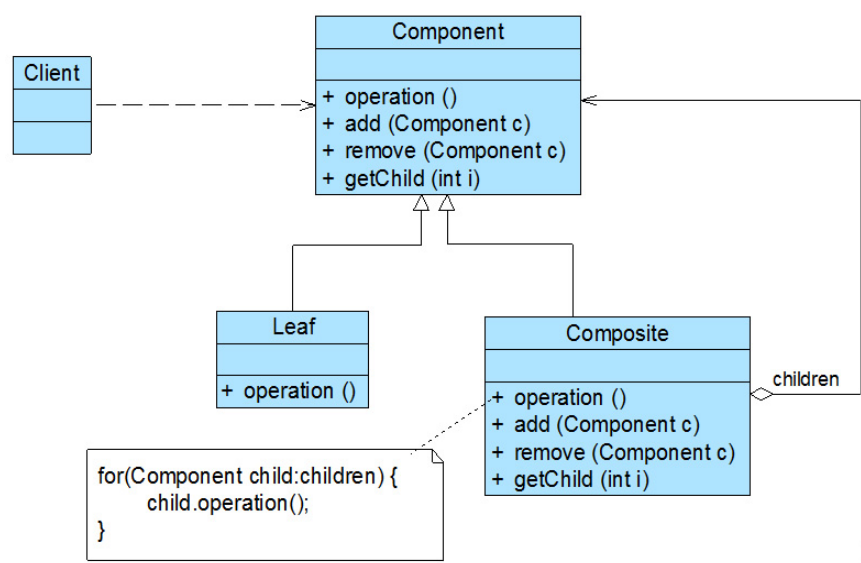 Component
+ operation ()
+ add (Component c)
+ remove (Component c)
+ getChild (int i)
Client
Leaf
+ operation ()
Composite
+ operation ()
+ add (Component c)
+ remove (Component c)
+ getChild (int i)
children
for(Component child:children) {
child.operation();
}